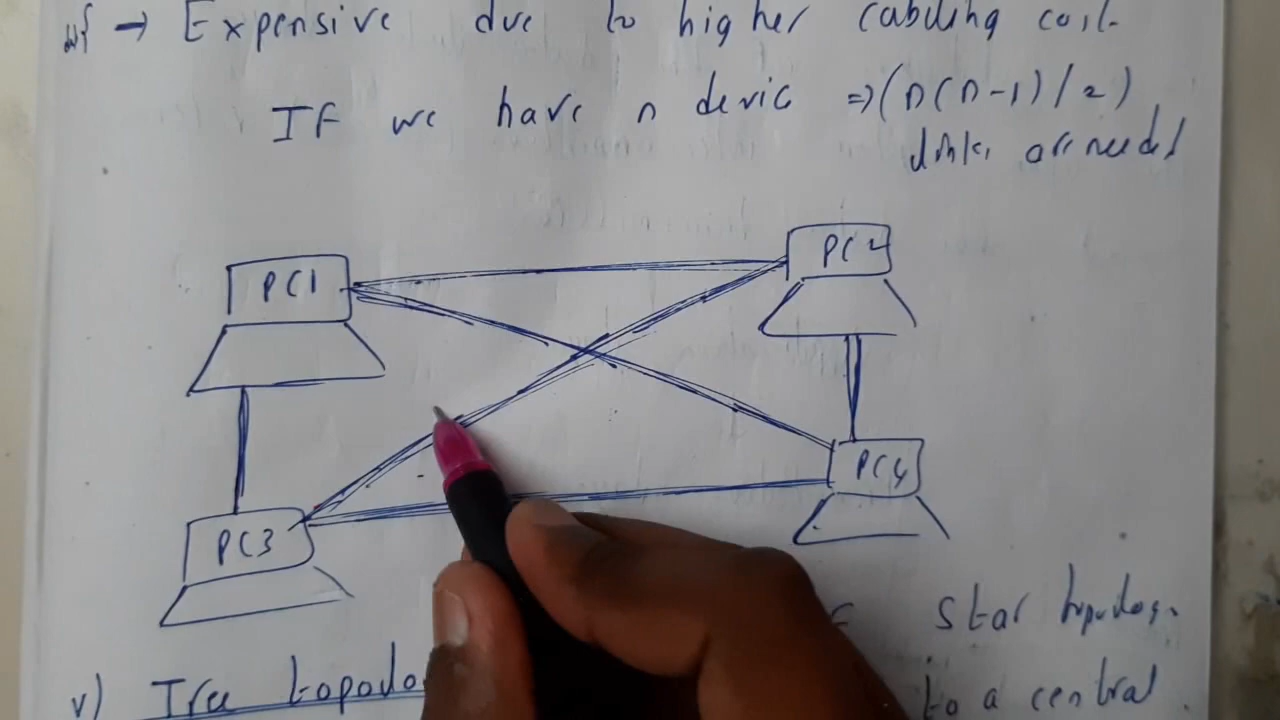 → Expensive due to higher cabling cost
IF we have n device => (n(n-1)/2)
links are needed
PC1
PC2
PC3
PC4
star topology
v) Tree topolo
to a central